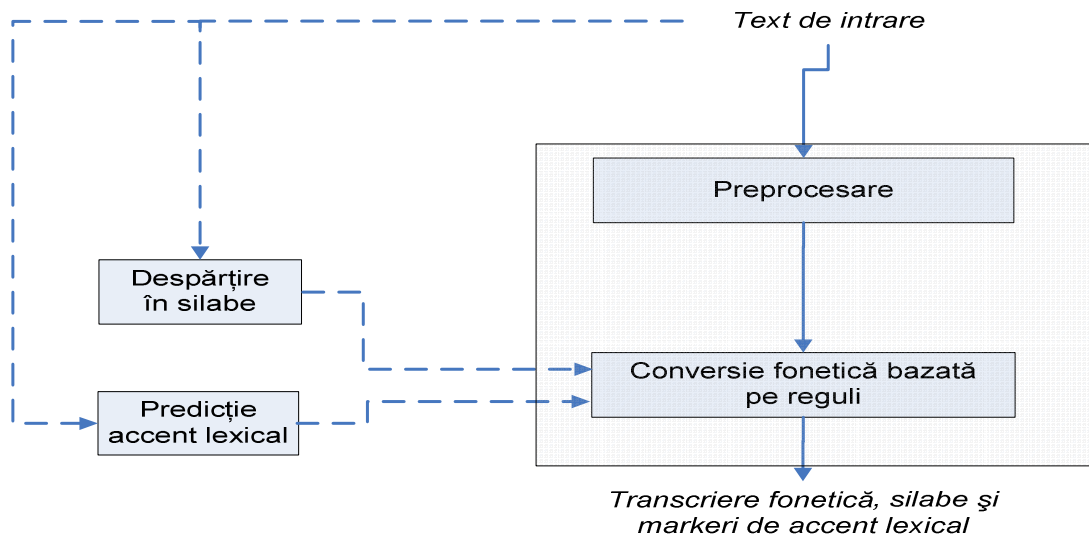 Text de intrare
Preprocesare
Despărțire
în silabe
Conversie fonetică bazată
pe reguli
Predicție
accent lexical
Transcriere fonetică, silabe şi
markeri de accent lexical